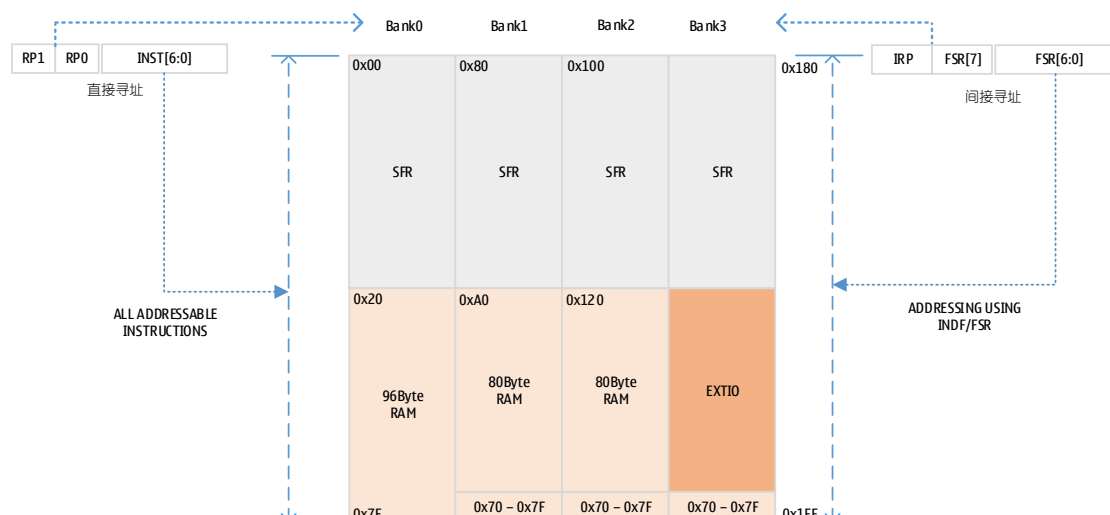 Bank0 Bank1 Bank2 Bank3
RP1 RP0 INST[6:0]
直接寻址
IRP FSR[7] FSR[6:0]
间接寻址
0x00 0x80 0x100 0x180
SFR SFR SFR SFR
0x20 0xA0 0x120
ALL ADDRESSABLE
INSTRUCTIONS
ADDRESSING USING
INDF/FSR
96Byte
RAM
80Byte
RAM
80Byte
RAM
EXTIO
0x70 – 0x7F 0x70 – 0x7F 0x70 – 0x7F
0x7F 0x1FF